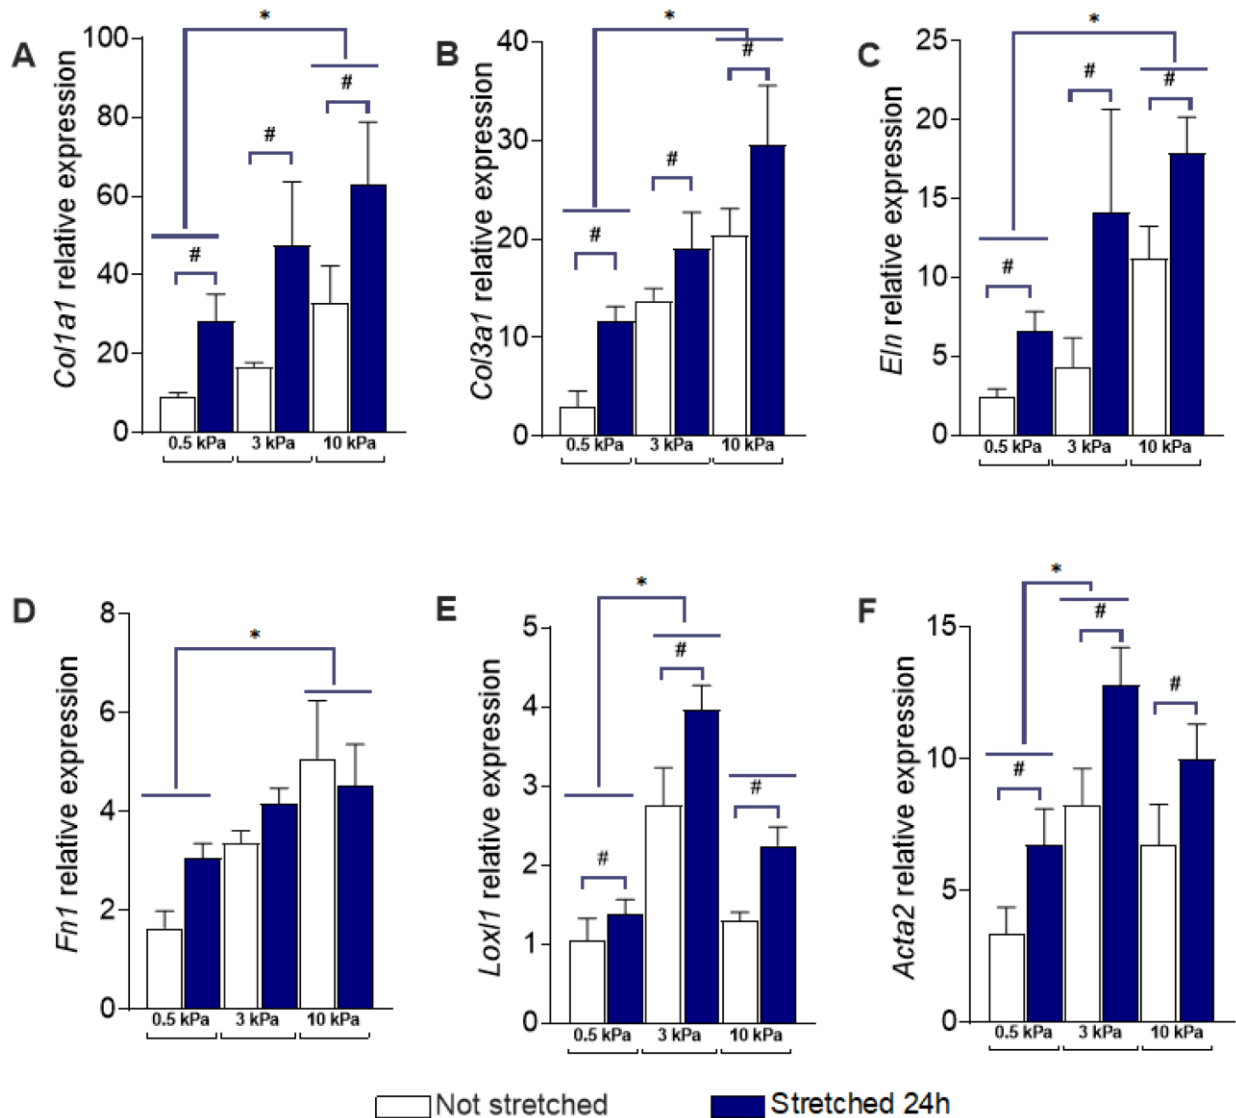 A
Col1a1 relative expression
100
80
60
40
20
0
*
#
#
#
0.5 kPa 3 kPa 10 kPa
B
Col3a1 relative expression
40
30
20
10
0
*
#
#
#
0.5 kPa 3 kPa 10 kPa
C
Eln relative expression
25
20
15
10
5
0
*
#
#
#
0.5 kPa 3 kPa 10 kPa
D
Fn1 relative expression
8
6
4
2
0
*
0.5 kPa 3 kPa 10 kPa
E
Loxl1 relative expression
5
4
3
2
1
0
*
#
#
#
0.5 kPa 3 kPa 10 kPa
F
Acta2 relative expression
15
10
5
0
*
#
#
#
0.5 kPa 3 kPa 10 kPa
Not stretched Stretched 24h